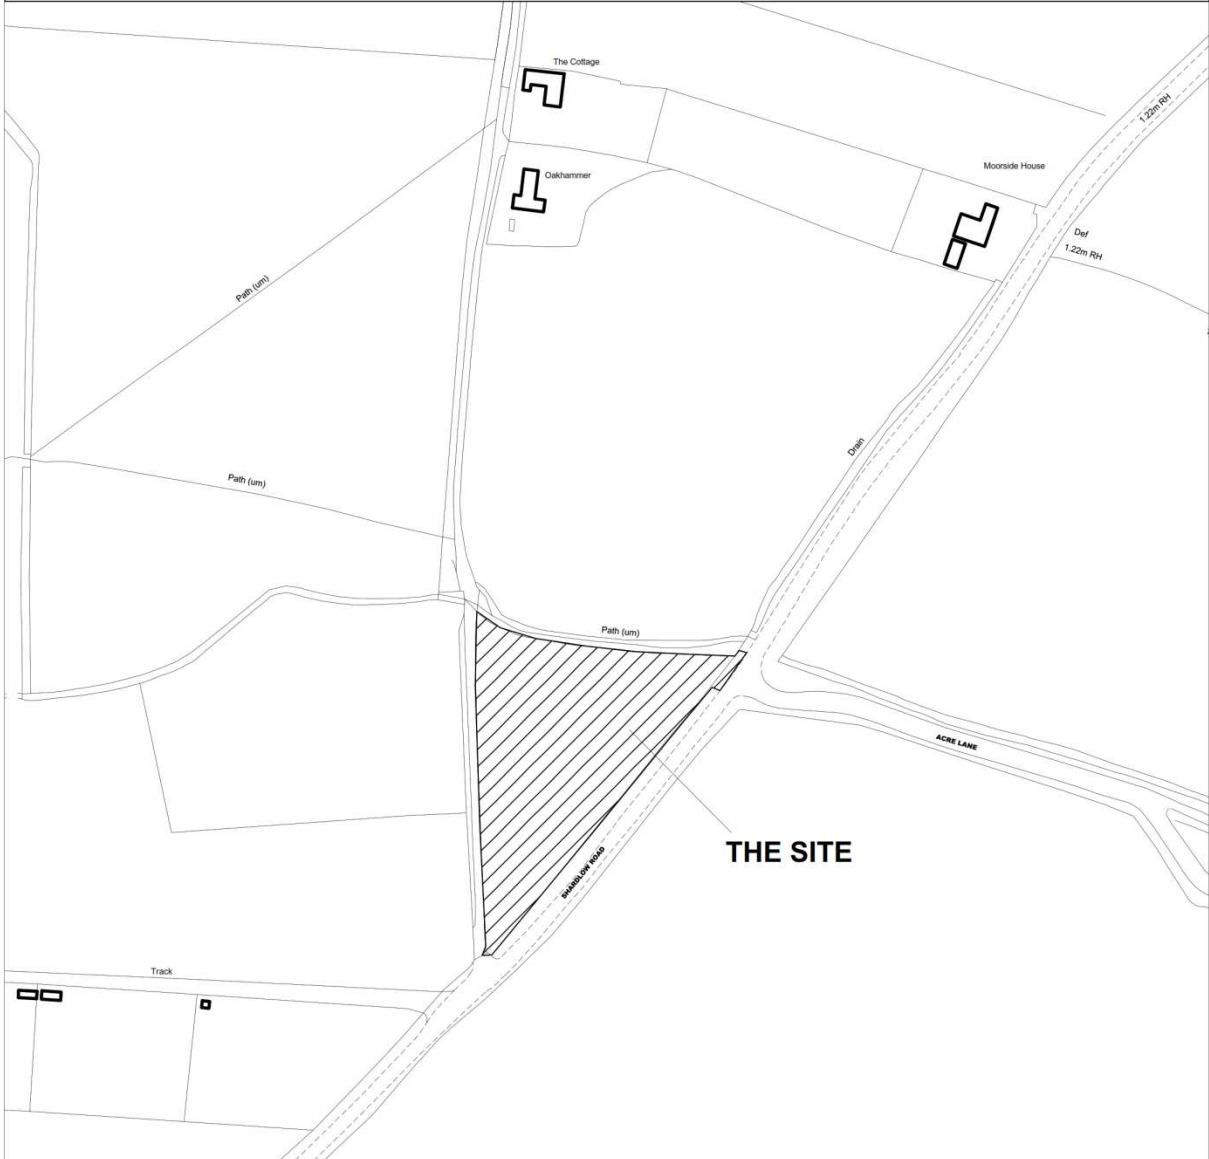 The Cottage
1.22m RH
Moorside House
Oakhammer
Def
1.22m RH
Path (um)
Drain
Path (um)
Path (um)
ACRE LANE
THE SITE
SHARDLOW ROAD
Track